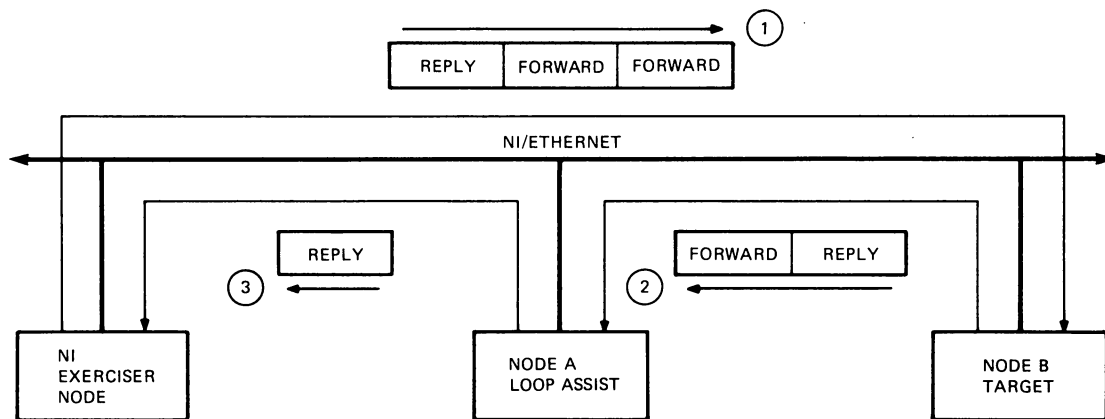 1
REPLY FORWARD FORWARD
NI/ETHERNET
REPLY
3
FORWARD REPLY
2
NI
EXERCISER
NODE
NODE A
LOOP ASSIST
NODE B
TARGET